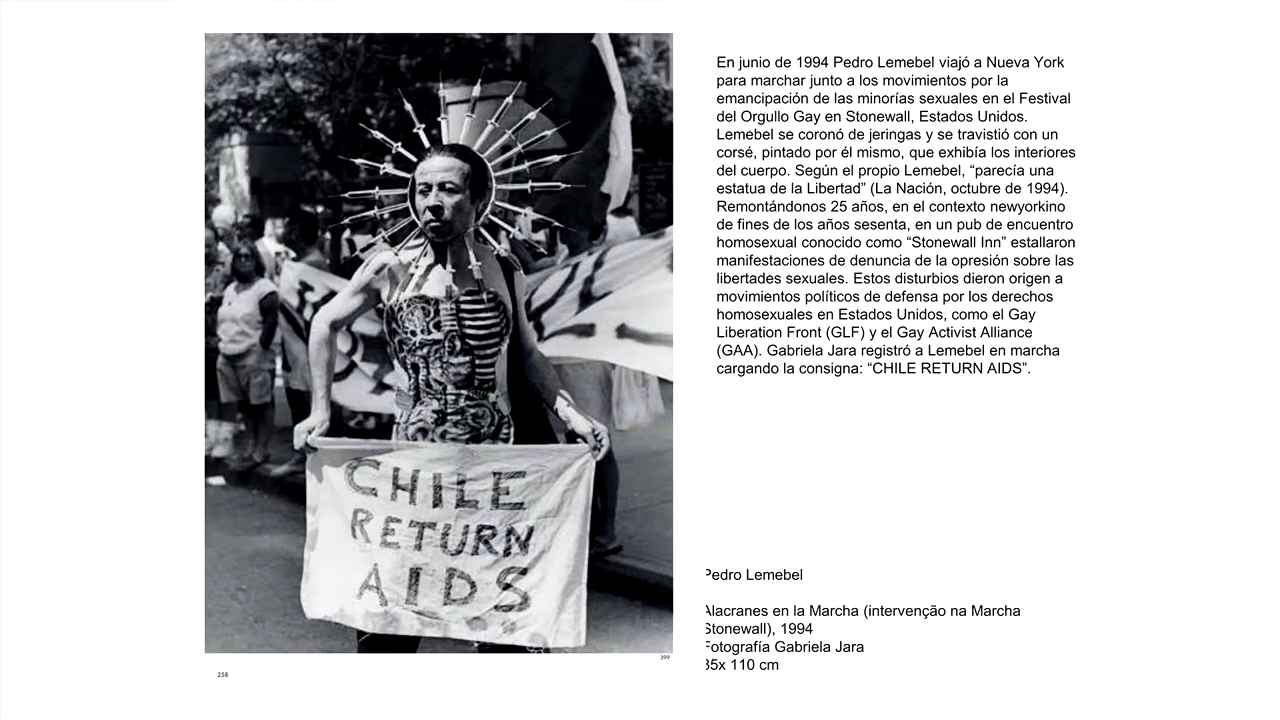 CHILE
RETURN
AIDS
399
258
En junio de 1994 Pedro Lemebel viajó a Nueva York
para marchar junto a los movimientos por la
emancipación de las minorías sexuales en el Festival
del Orgullo Gay en Stonewall, Estados Unidos.
Lemebel se coronó de jeringas y se travistió con un
corsé, pintado por él mismo, que exhibía los interiores
del cuerpo. Según el propio Lemebel, “parecía una
estatua de la Libertad” (La Nación, octubre de 1994).
Remontándonos 25 años, en el contexto newyorkino
de fines de los años sesenta, en un pub de encuentro
homosexual conocido como “Stonewall Inn” estallaron
manifestaciones de denuncia de la opresión sobre las
libertades sexuales. Estos disturbios dieron origen a
movimientos políticos de defensa por los derechos
homosexuales en Estados Unidos, como el Gay
Liberation Front (GLF) y el Gay Activist Alliance
(GAA). Gabriela Jara registró a Lemebel en marcha
cargando la consigna: “CHILE RETURN AIDS”.
Pedro Lemebel
Alacranes en la Marcha (intervenção na Marcha
Stonewall), 1994
Fotografía Gabriela Jara
x 110 cm